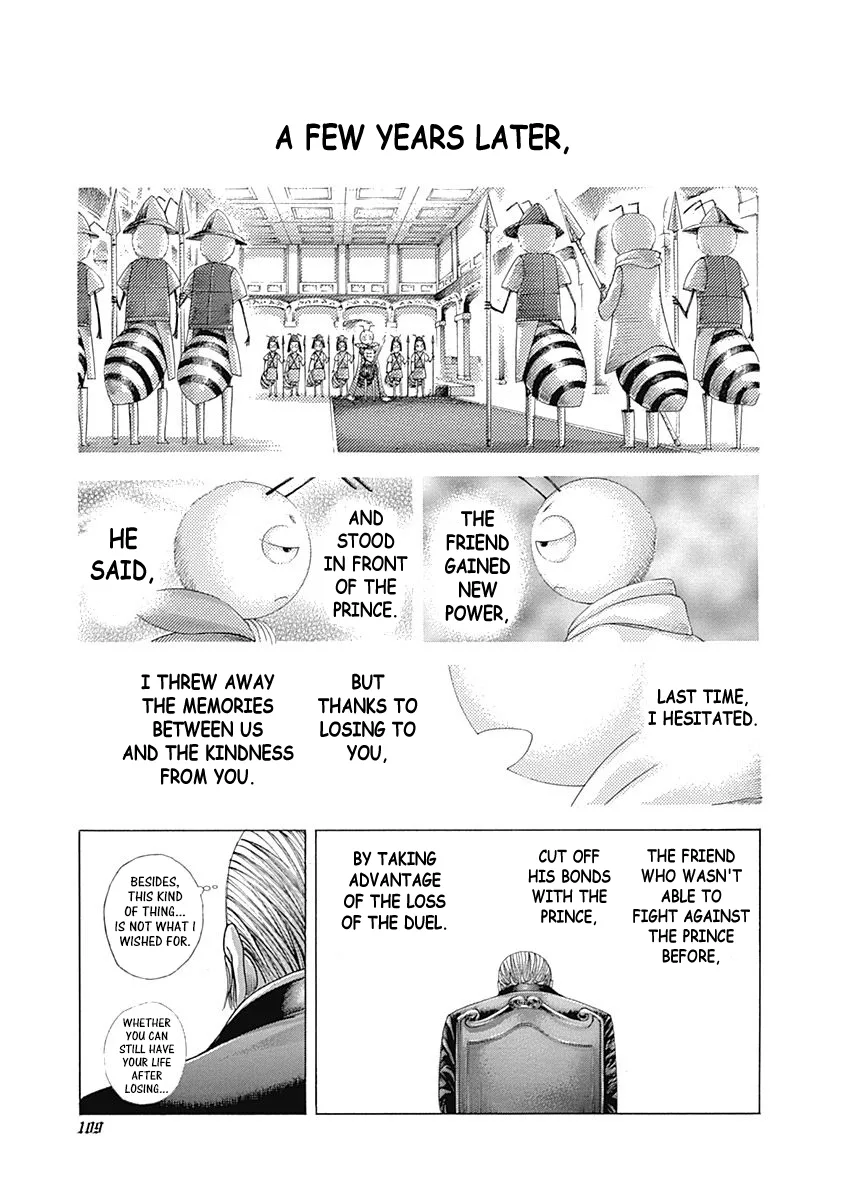 A FEW YEARS LATER,
THE
FRIEND
GAINED
NEW
POWER,
AND
STOOD
IN FRONT
OF THE
PRINCE.
HE
SAID,
LAST TIME,
I HESITATED.
BUT
THANKS TO
LOSING TO
YOU,
I THREW AWAY
THE MEMORIES
BETWEEN US
AND THE KINDNESS
FROM YOU.
THE FRIEND
WHO WASN'T
ABLE TO
FIGHT AGAINST
THE PRINCE
BEFORE,
CUT OFF
HIS BONDS
WITH THE
PRINCE,
BY TAKING
ADVANTAGE
OF THE LOSS
OF THE DUEL.
BESIDES,
THIS KIND
OF THING...
IS NOT WHAT I
WISHED FOR.
WHETHER
YOU CAN
STILL HAVE
YOUR LIFE
AFTER
LOSING...
109